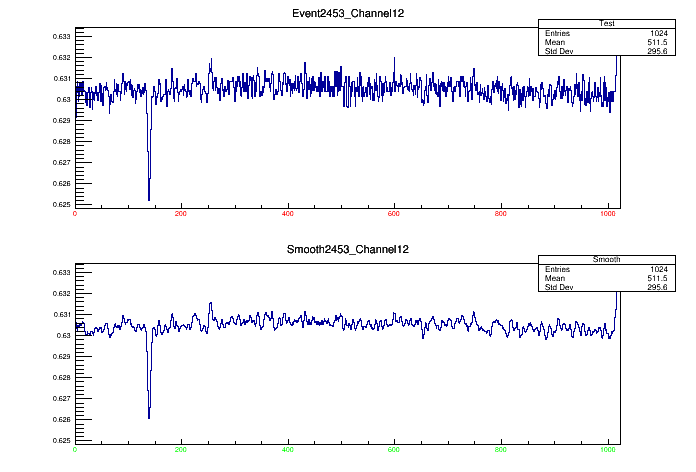 Event2453_Channel12
Test
Entries 1024
Mean 511.5
Std Dev 295.6
0.633
0.632
0.631
0.63
0.629
0.628
0.627
0.626
0.625
0 200 400 600 800 1000
Smooth2453_Channel12
Smooth
Entries 1024
Mean 511.5
Std Dev 295.6
0.633
0.632
0.631
0.63
0.629
0.628
0.627
0.626
0.625
0 200 400 600 800 1000